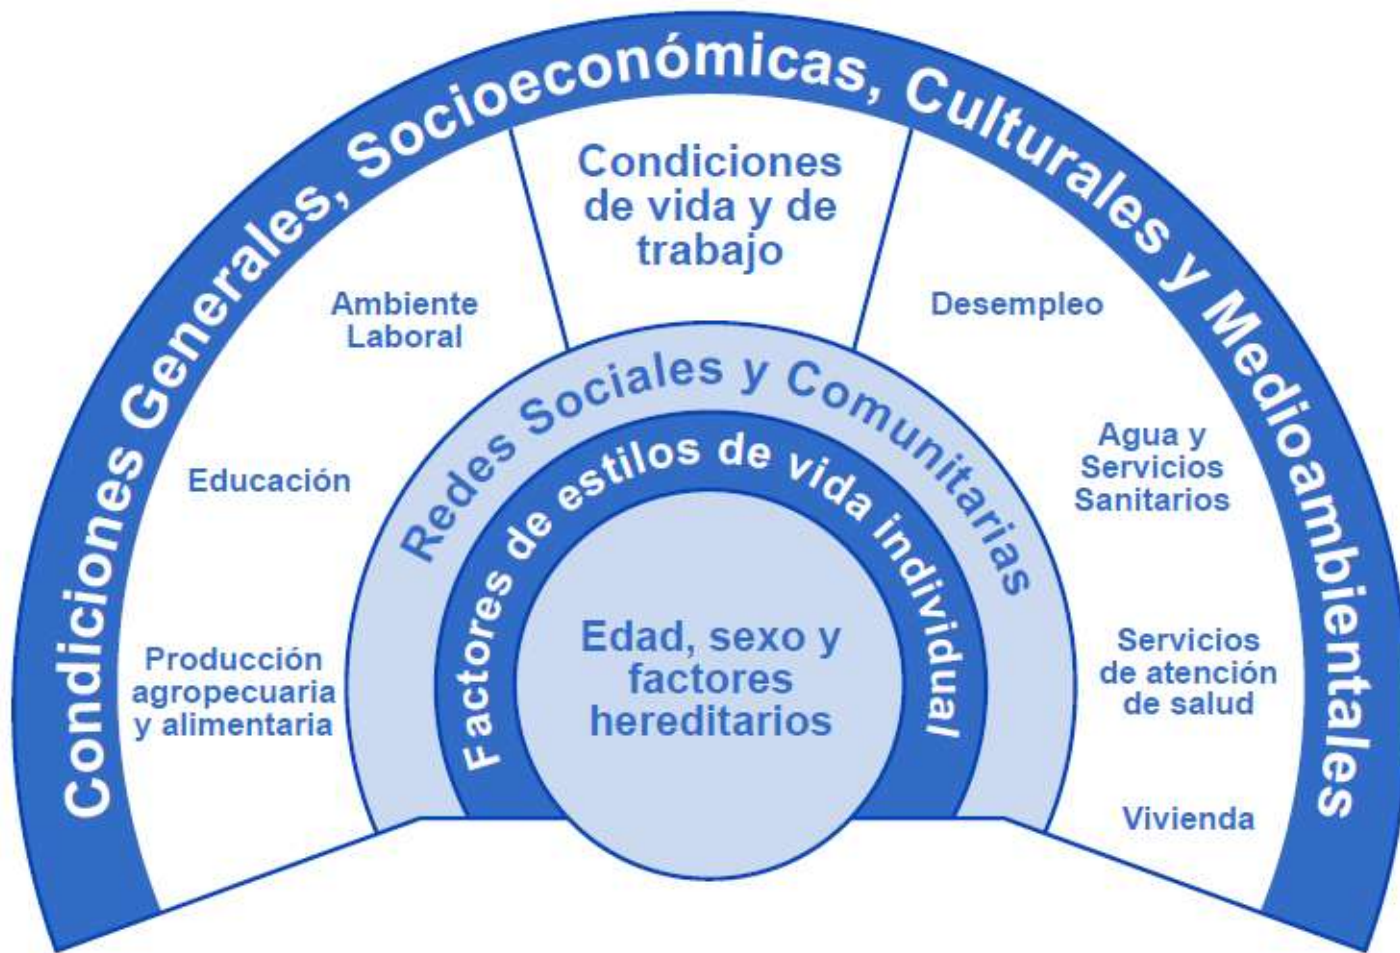 Condiciones Generales, Socioeconómicas, Culturales y Medioambientales
Condiciones
de vida y de
trabajo
Ambiente
Laboral
Desempleo
Educación
Agua y
Servicios
Sanitarios
Producción
agropecuaria
y alimentaria
Servicios
de atención
de salud
Vivienda
Redes Sociales y Comunitarias
Factores de estilos de vida individual
Edad, sexo y
factores
hereditarios